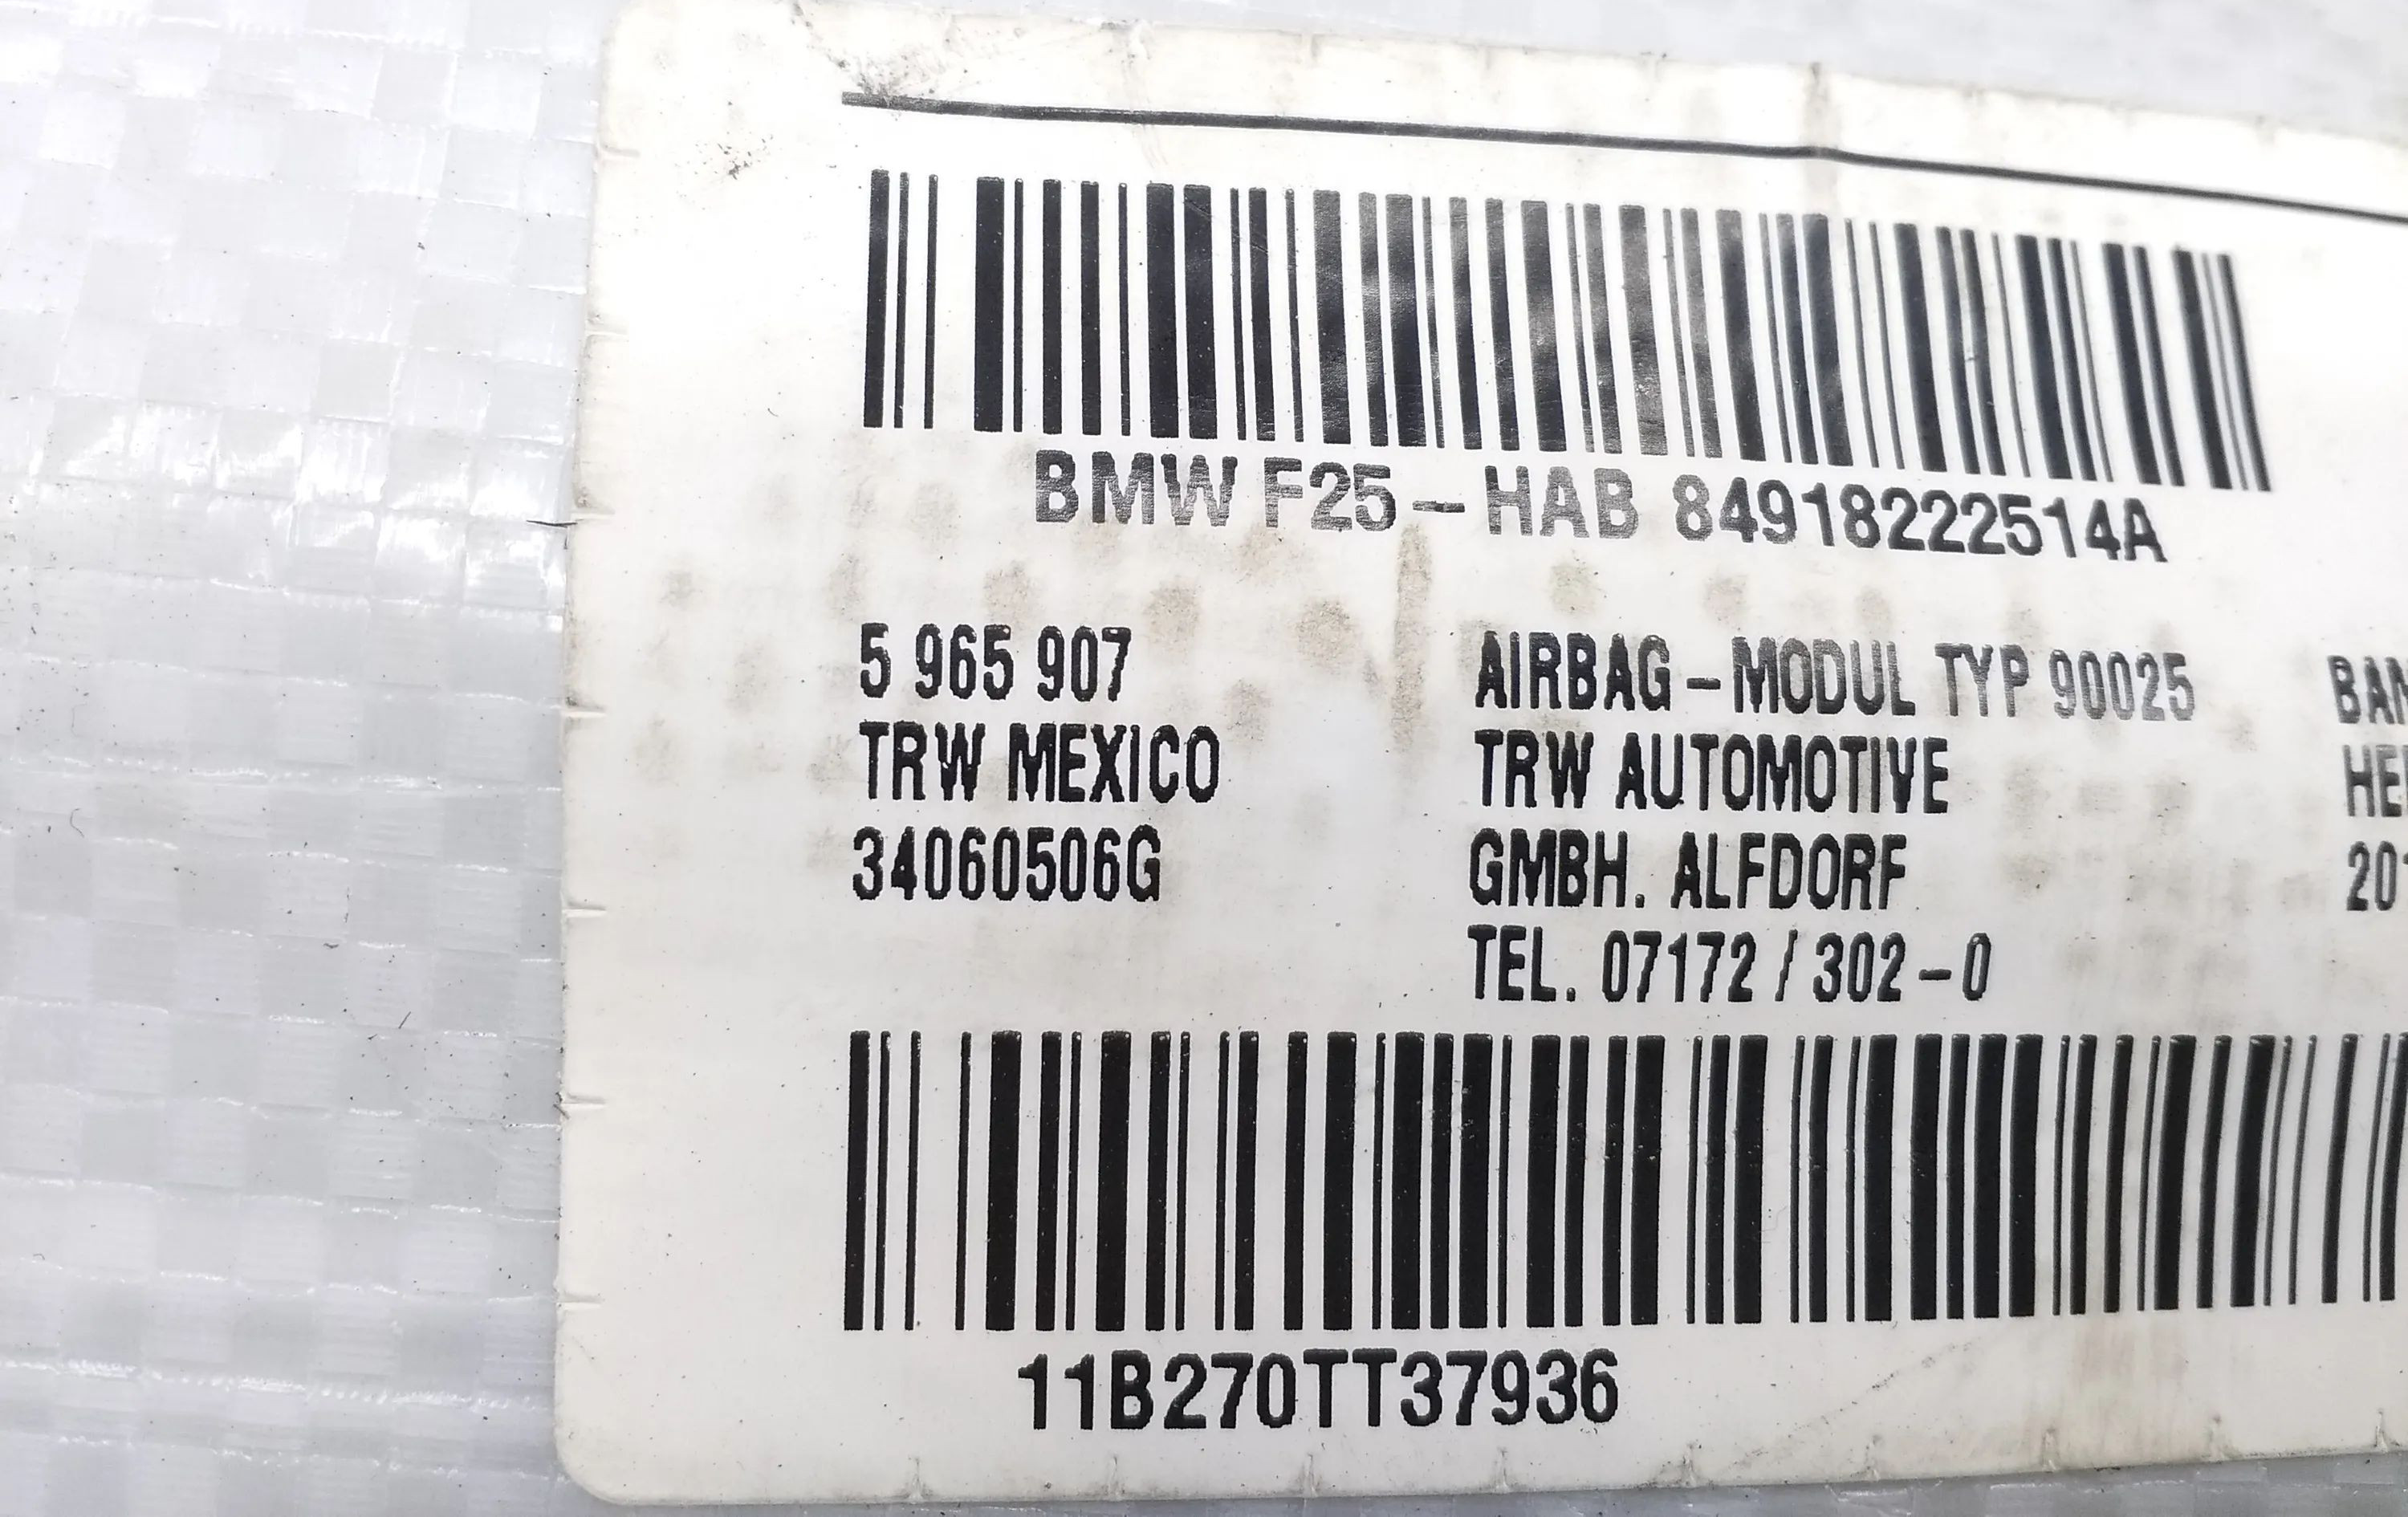 BMW F25-HAB 84918222514A
5 965 907
TRW MEXICO
34060506G
AIRBAG-MODUL TYP 90025
TRW AUTOMOTIVE
GMBH. ALFDORF
TEL. 07172 / 302-0
11B270TT37936